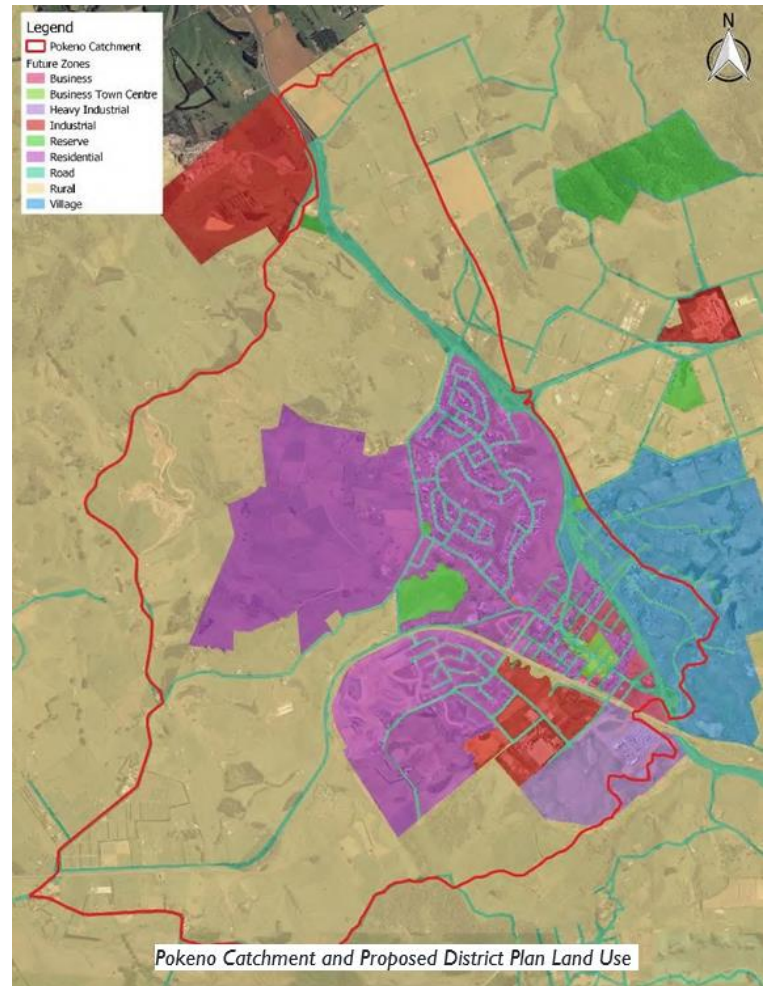 Legend
Pokeno Catchment
Future Zones
Business
Business Town Centre
Heavy Industrial
Industrial
Reserve
Residential
Road
Rural
Village
N
Pokeno Catchment and Proposed District Plan Land Use